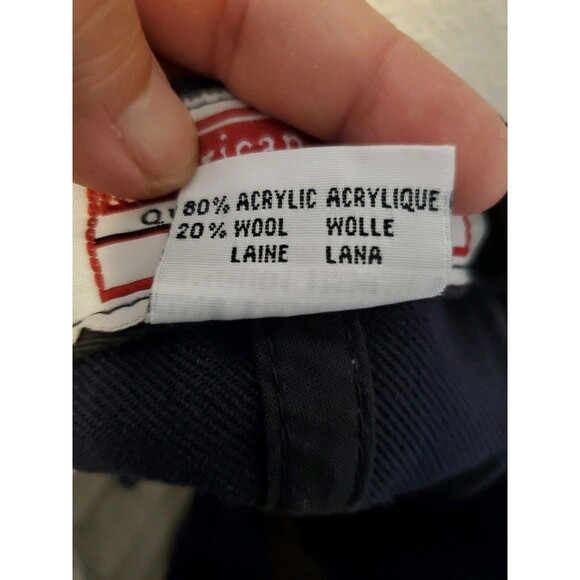 80% ACRYLIC ACRYLIQUE
20% WOOL WOLLE
LAINE LANA